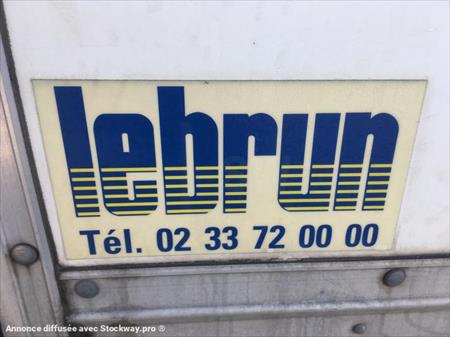 lebrun
Tél. 02 33 72 00 00
Annonce diffusée avec Stockway.pro ®